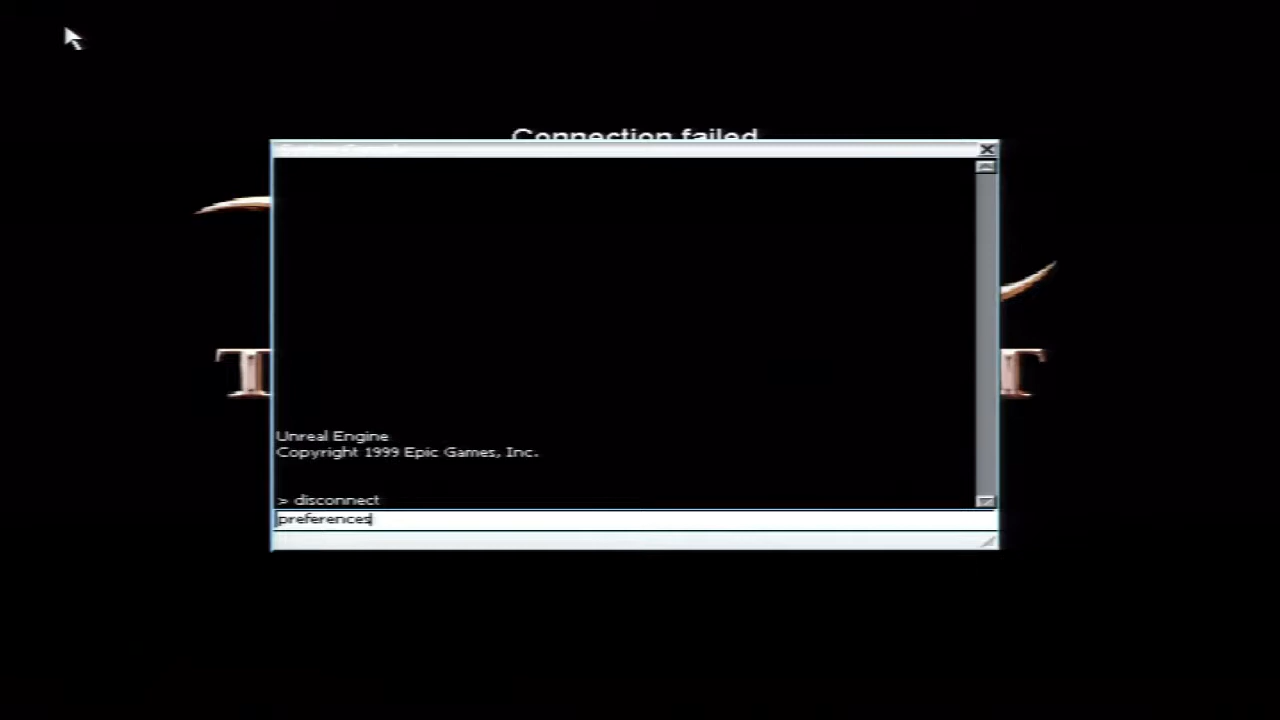 Connection failed
Unreal Engine
Copyright 1999 Epic Games, Inc.
> disconnect
preferences
T T